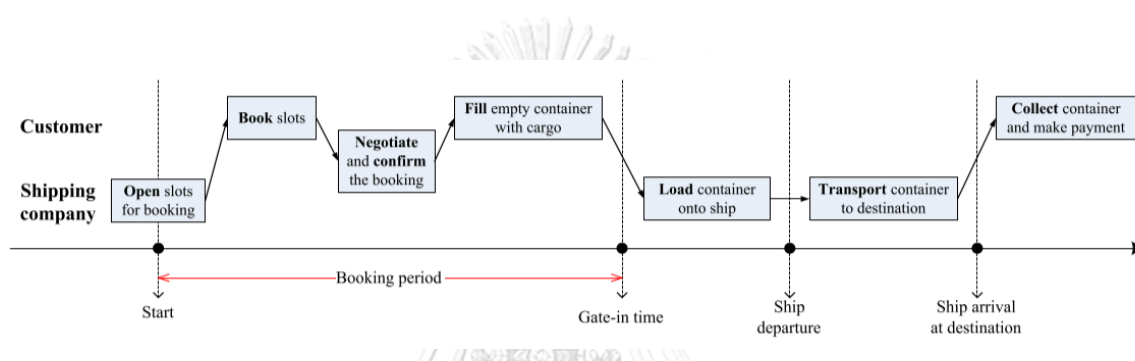 Customer
Shipping
company
Open slots
for booking
Book slots
Negotiate
and confirm
the booking
Fill empty container
with cargo
Load container
onto ship
Transport container
to destination
Collect container
and make payment
Booking period
Start
Gate-in time
Ship
departure
Ship arrival
at destination